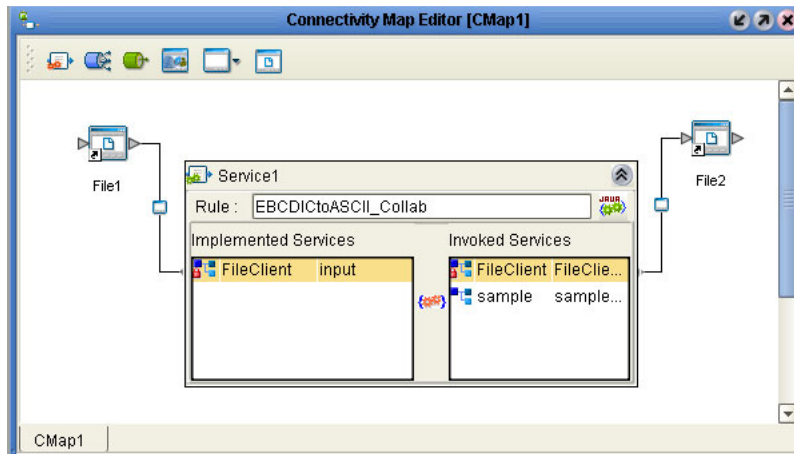 Connectivity Map Editor [CMap1]
File1
File2
Service1
Rule : EBCDICtoASCII_Collab
JAVA
Implemented Services
Invoked Services
FileClient input
FileClient FileClie...
sample sample...
CMap1